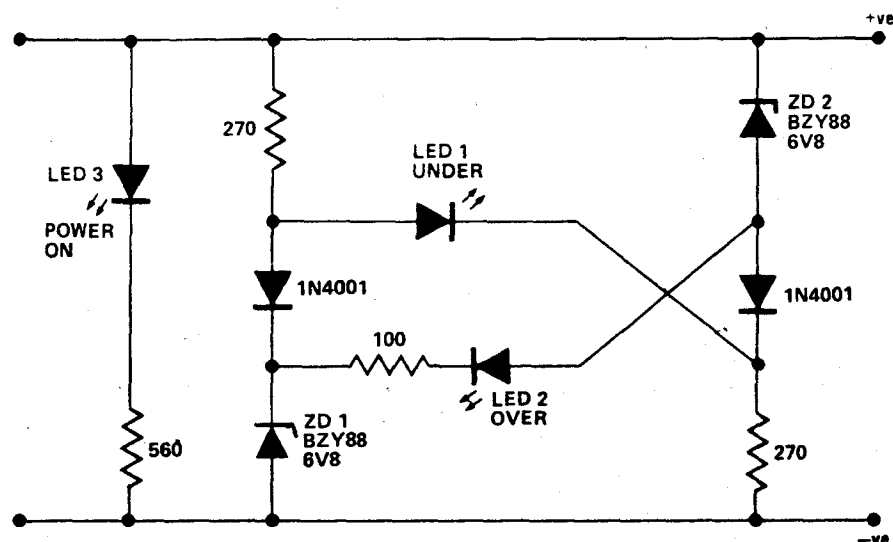 +ve
270
LED 3
POWER
ON
LED 1
UNDER
ZD 2
BZY88
6V8
1N4001
1N4001
100
LED 2
OVER
560
ZD 1
BZY88
6V8
270
—ve